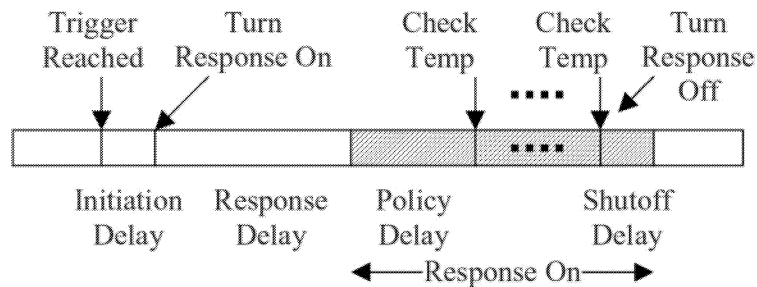 Trigger
Reached
Turn
Response On
Check
Temp
Check
Temp
Turn
Response
Off
Initiation
Delay
Response
Delay
Policy
Delay
Shutoff
Delay
Response On